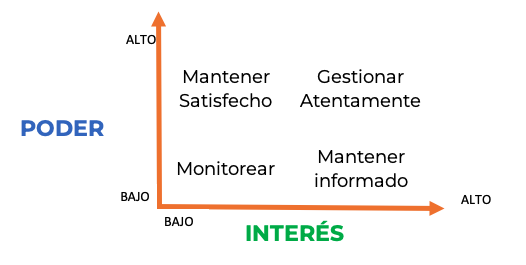 ALTO
Mantener
Satisfecho
Gestionar
Atentamente
PODER
Monitorear
Mantener
informado
BAJO
BAJO
ALTO
INTERÉS